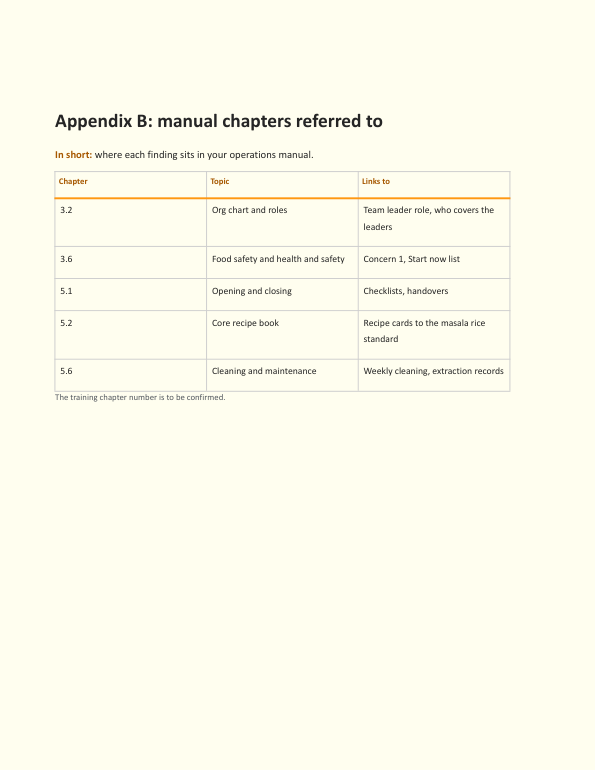 Appendix B: manual chapters referred to
In short: where each finding sits in your operations manual.
Chapter Topic Links to
3.2 Org chart and roles Team leader role, who covers the
leaders
3.6 Food safety and health and safety Concern 1, Start now list
5.1 Opening and closing Checklists, handovers
5.2 Core recipe book Recipe cards to the masala rice
standard
5.6 Cleaning and maintenance Weekly cleaning, extraction records
The training chapter number is to be confirmed.